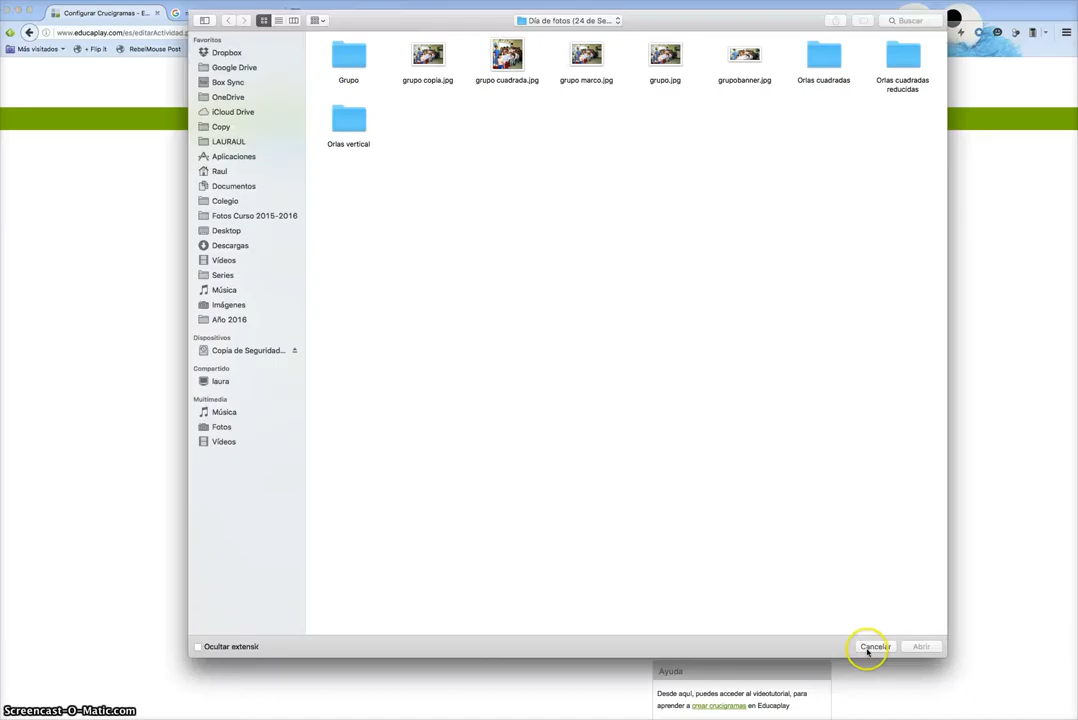 Configurar Crucigramas - E...
www.educaplay.com/es/editarActividad.p
Más visitados
+ Flip it
RebelMouse Post
Día de fotos (24 de Se...
Buscar
Favoritos
Dropbox
Google Drive
Box Sync
OneDrive
iCloud Drive
Copy
LAURAUL
Aplicaciones
Raul
Documentos
Colegio
Fotos Curso 2015-2016
Desktop
Descargas
Vídeos
Series
Música
Imágenes
Año 2016
Dispositivos
Copia de Seguridad...
Compartido
laura
Multimedia
Música
Fotos
Vídeos
Grupo
grupo copia.jpg
grupo cuadrada.jpg
grupo marco.jpg
grupo.jpg
grupobanner.jpg
Orlas cuadradas
Orlas cuadradas
reducidas
Orlas vertical
Ocultar extensió
Cancelar
Abrir
Ayuda
Desde aquí, puedes acceder al videotutorial, para
aprender a crear crucigramas en Educaplay
Screencast-O-Matic.com